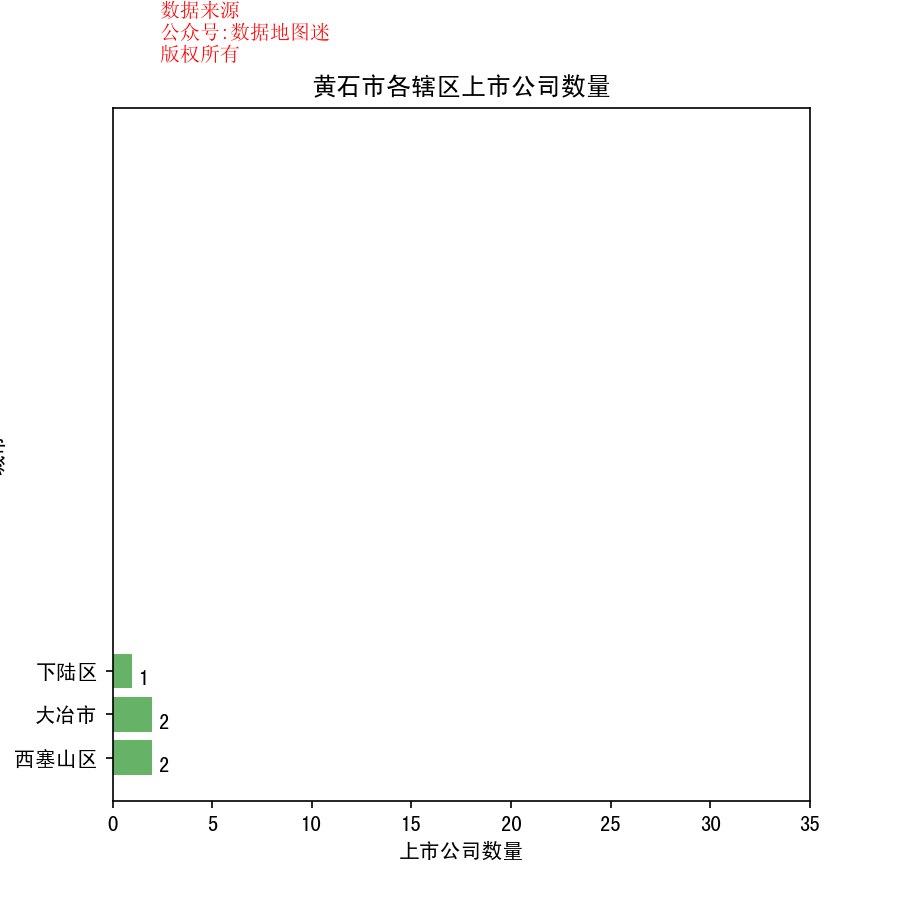 数据来源
公众号:数据地图迷
版权所有
黄石市各辖区上市公司数量
下陆区
1
大冶市
2
西塞山区
2
0 5 10 15 20 25 30 35
上市公司数量